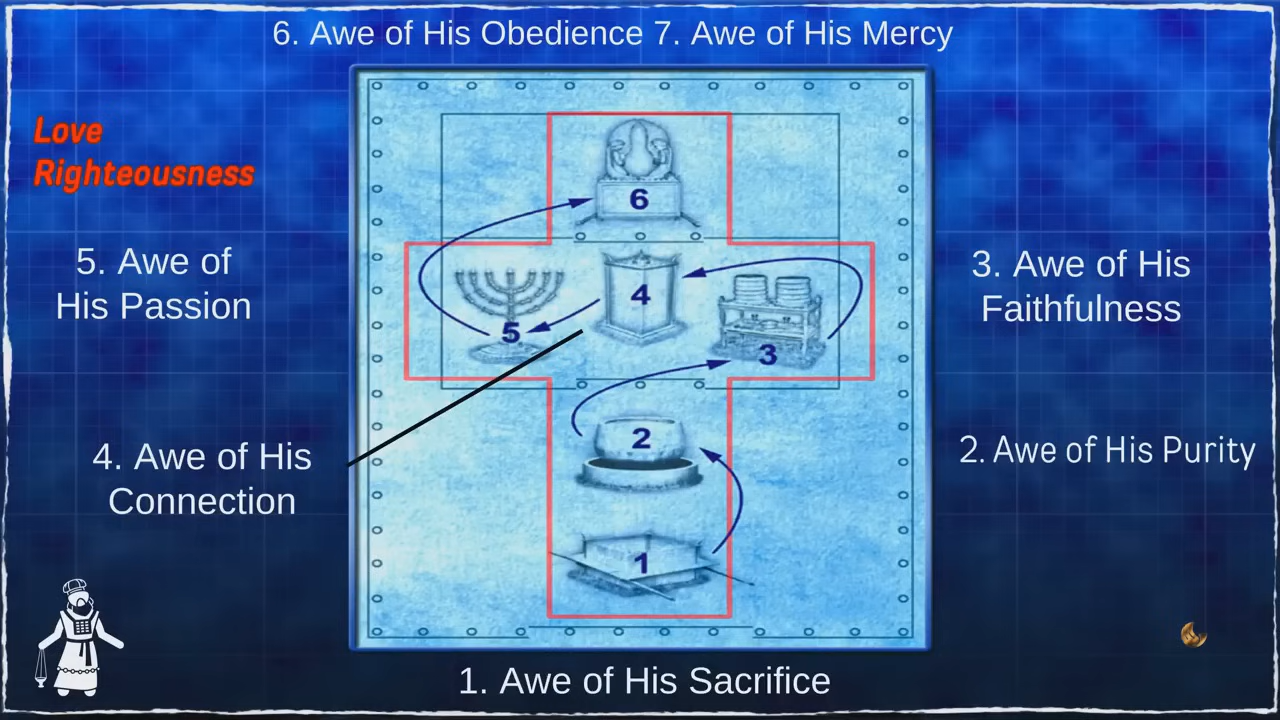 6. Awe of His Obedience 7. Awe of His Mercy
Love
Righteousness
5. Awe of
His Passion
3. Awe of His
Faithfulness
4. Awe of His
Connection
2. Awe of His Purity
6
4
5
3
2
1
1. Awe of His Sacrifice